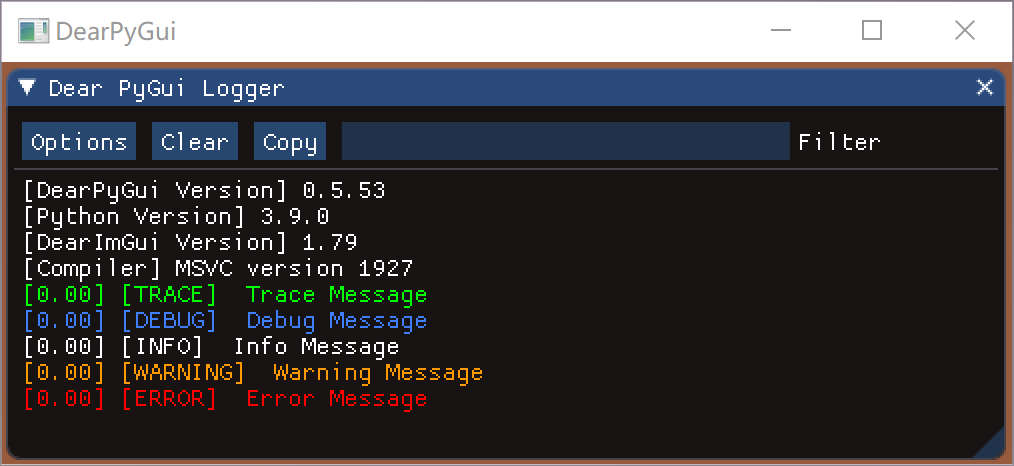 DearPyGui
Dear PyGui Logger
Options Clear Copy Filter
[DearPyGui Version] 0.5.53
[Python Version] 3.9.0
[DearImGui Version] 1.79
[Compiler] MSVC version 1927
[0.00] [TRACE]  Trace Message
[0.00] [DEBUG]  Debug Message
[0.00] [INFO]  Info Message
[0.00] [WARNING]  Warning Message
[0.00] [ERROR]  Error Message